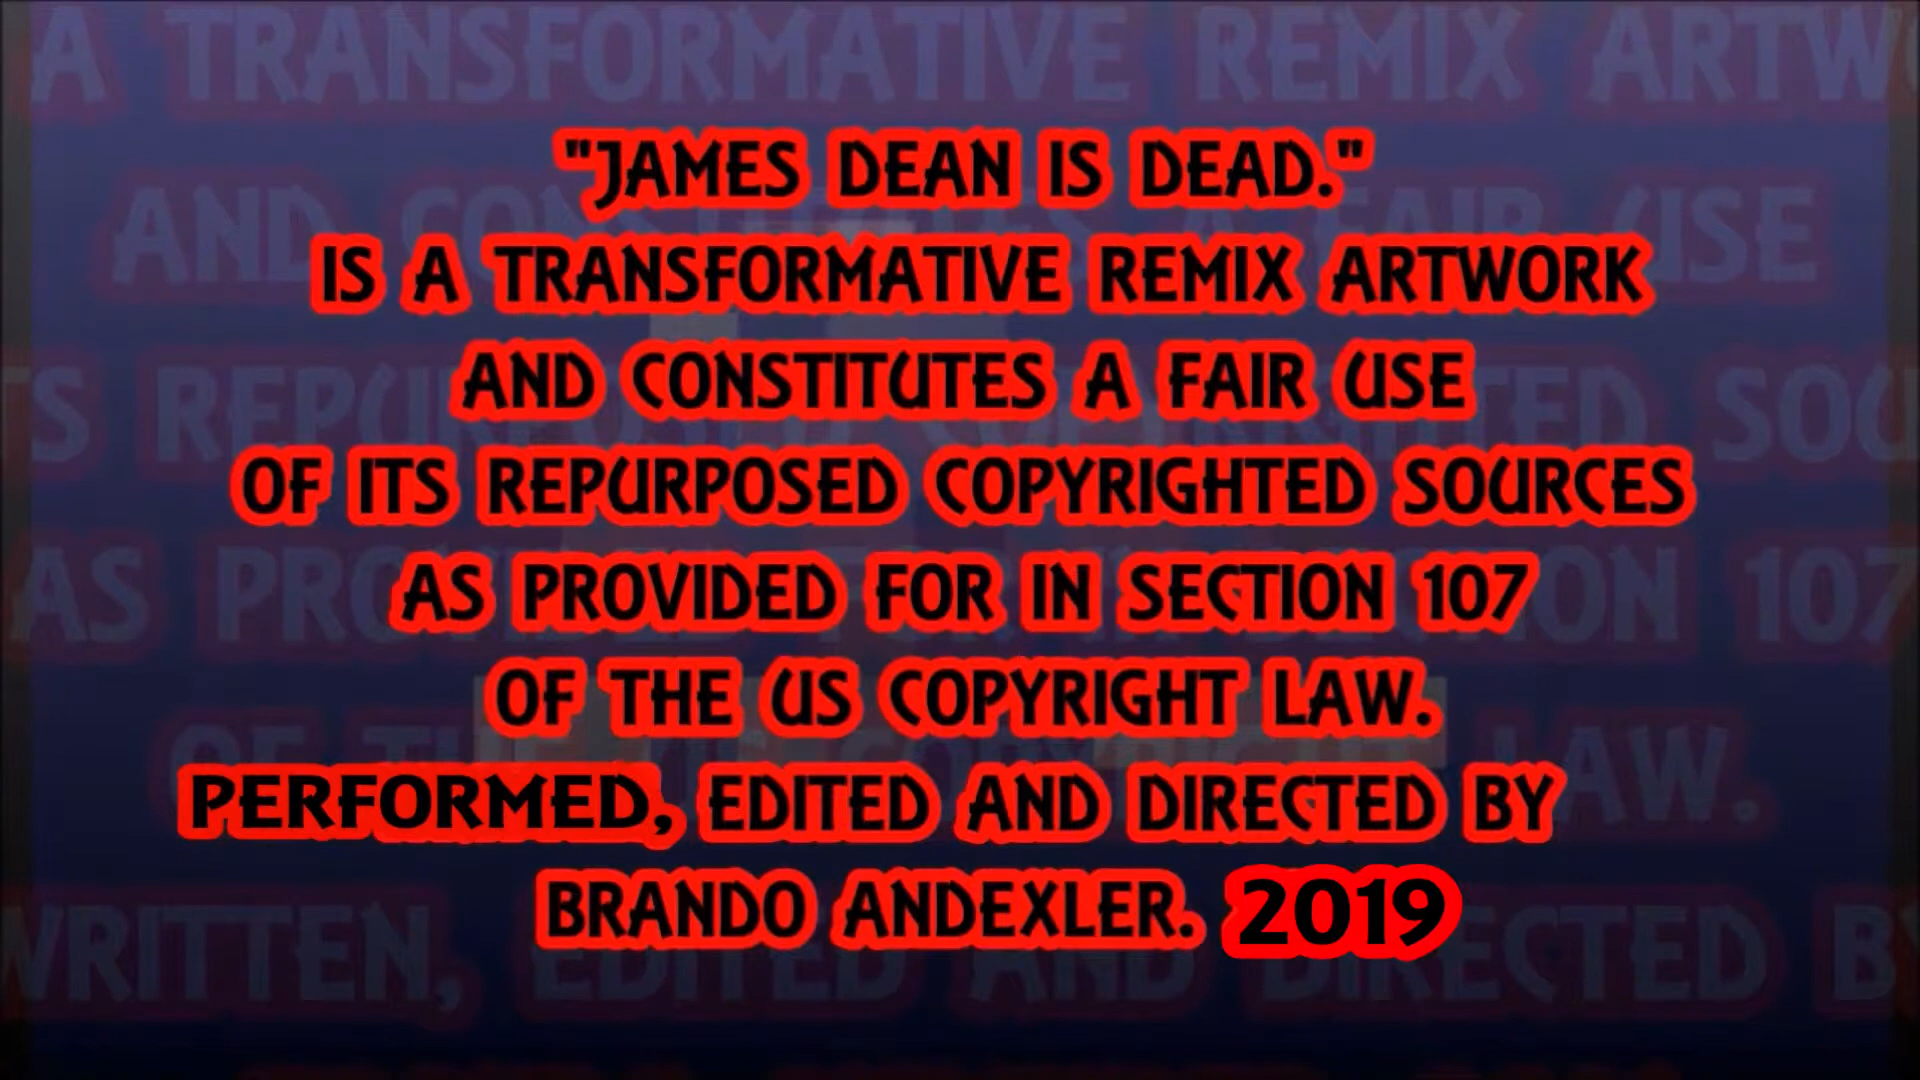 "JAMES DEAN IS DEAD."
IS A TRANSFORMATIVE REMIX ARTWORK
AND CONSTITUTES A FAIR USE
OF ITS REPURPOSED COPYRIGHTED SOURCES
AS PROVIDED FOR IN SECTION 107
OF THE US COPYRIGHT LAW.
PERFORMED, EDITED AND DIRECTED BY
BRANDO ANDEXLER. 2019